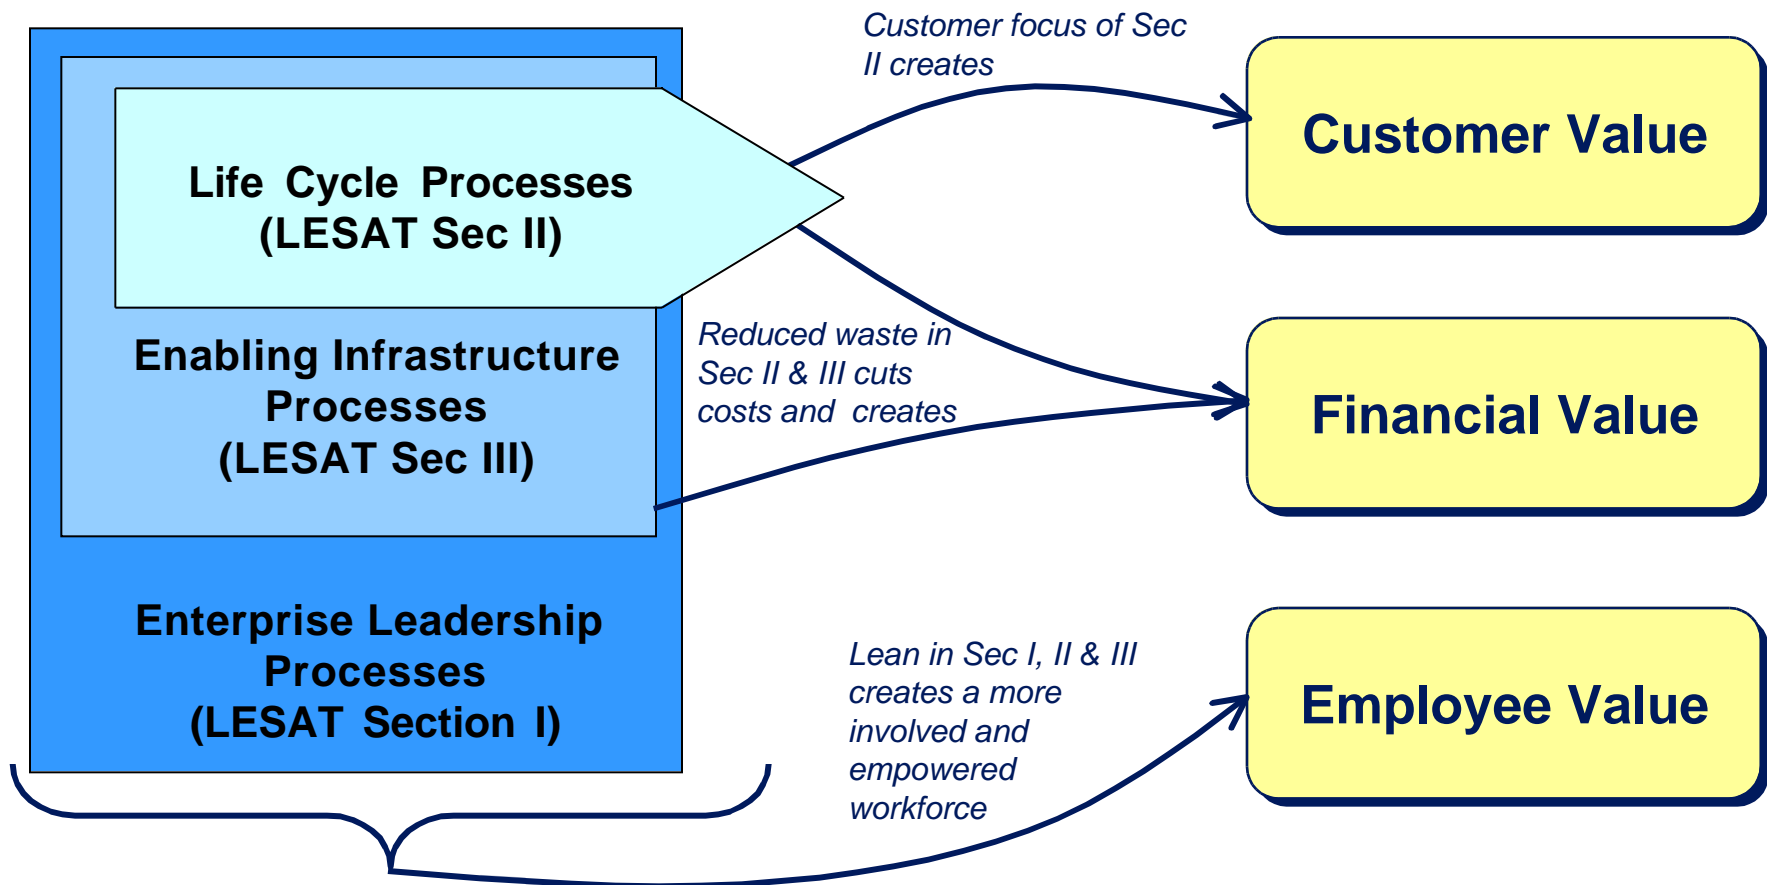 Customer focus of Sec
II creates
Customer Value
Life Cycle Processes
(LESAT Sec II)
Reduced waste in
Sec II & III cuts
costs and creates
Financial Value
Enabling Infrastructure
Processes
(LESAT Sec III)
Enterprise Leadership
Processes
(LESAT Section I)
Lean in Sec I, II & III
creates a more
involved and
empowered
workforce
Employee Value